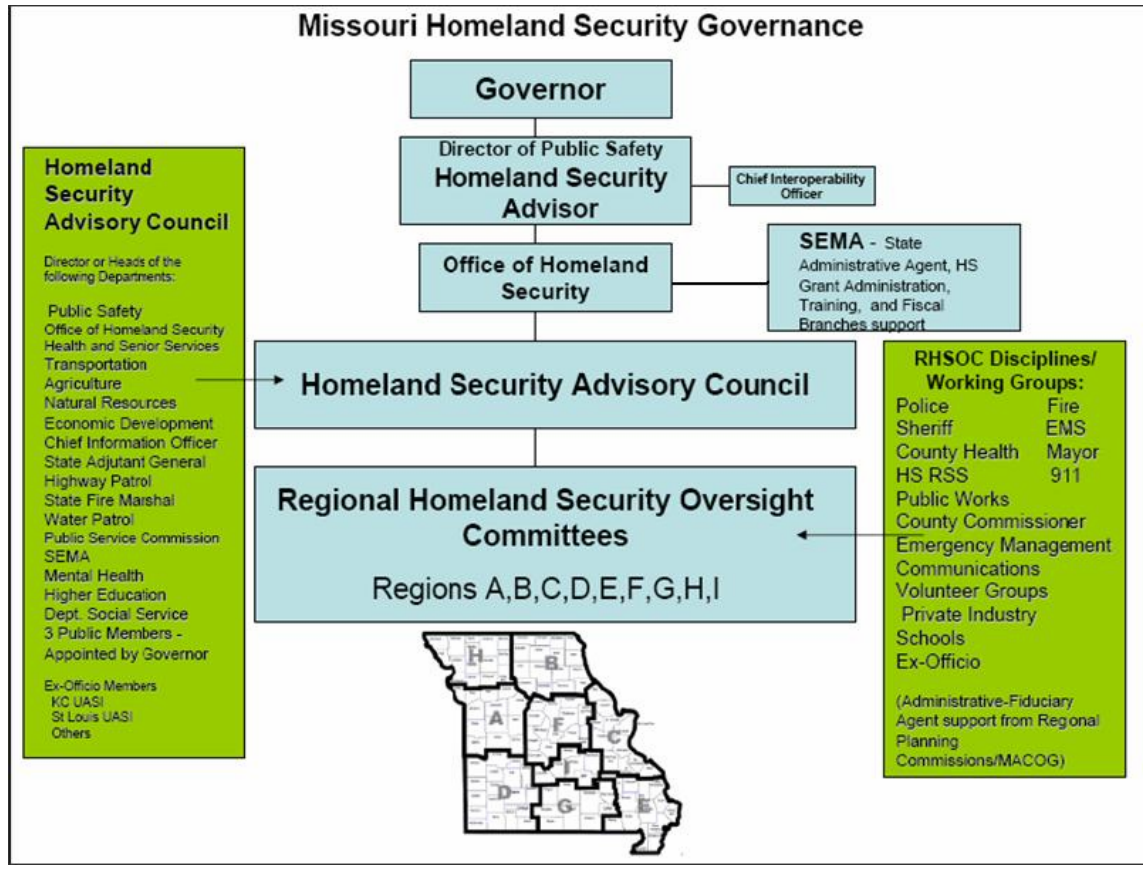 Missouri Homeland Security Governance
Governor
Director of Public Safety
Homeland Security
Advisor
Chief Interoperability
Officer
Office of Homeland
Security
SEMA - State
Administrative Agent, HS
Grant Administration,
Training, and Fiscal
Branches support
Homeland
Security
Advisory Council
Director or Heads of the
following Departments:
Public Safety
Office of Homeland Security
Health and Senior Services
Transportation
Agriculture
Natural Resources
Economic Development
Chief Information Officer
State Adjutant General
Highway Patrol
State Fire Marshal
Water Patrol
Public Service Commission
SEMA
Mental Health
Higher Education
Dept. Social Service
3 Public Members -
Appointed by Governor
Ex-Officio Members
KC UASI
St Louis UASI
Others
Homeland Security Advisory Council
Regional Homeland Security Oversight
Committees
Regions A,B,C,D,E,F,G,H,I
RHSOC Disciplines/
Working Groups:
Police Fire
Sheriff EMS
County Health Mayor
HS RSS 911
Public Works
County Commissioner
Emergency Management
Communications
Volunteer Groups
Private Industry
Schools
Ex-Officio
(Administrative-Fiduciary
Agent support from Regional
Planning
Commissions/MACOG)
H
B
A
F
C
I
D
G
E